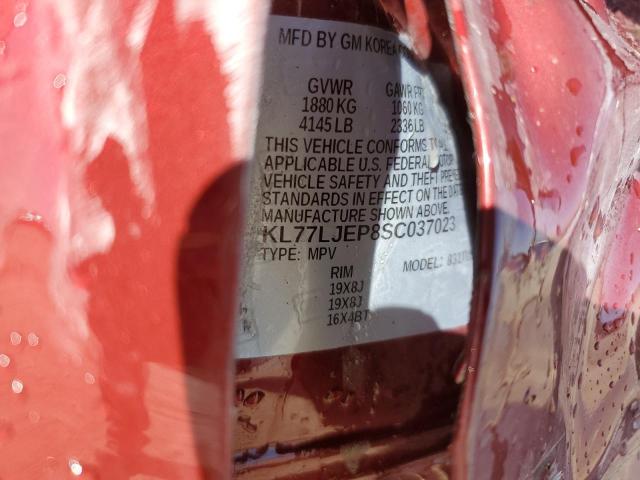 MFD BY GM KOREA
GVWR GAWR
1880 KG 1060 KG
4145 LB 2336 LB
THIS VEHICLE CONFORMS
APPLICABLE U.S. FEDERAL MOTOR
VEHICLE SAFETY AND THEFT
STANDARDS IN EFFECT ON THE
MANUFACTURE SHOWN ABOVE.
KL77LJEP8SC037023
TYPE: MPV MODEL:
RIM
19X8J
19X8J
16X4BT